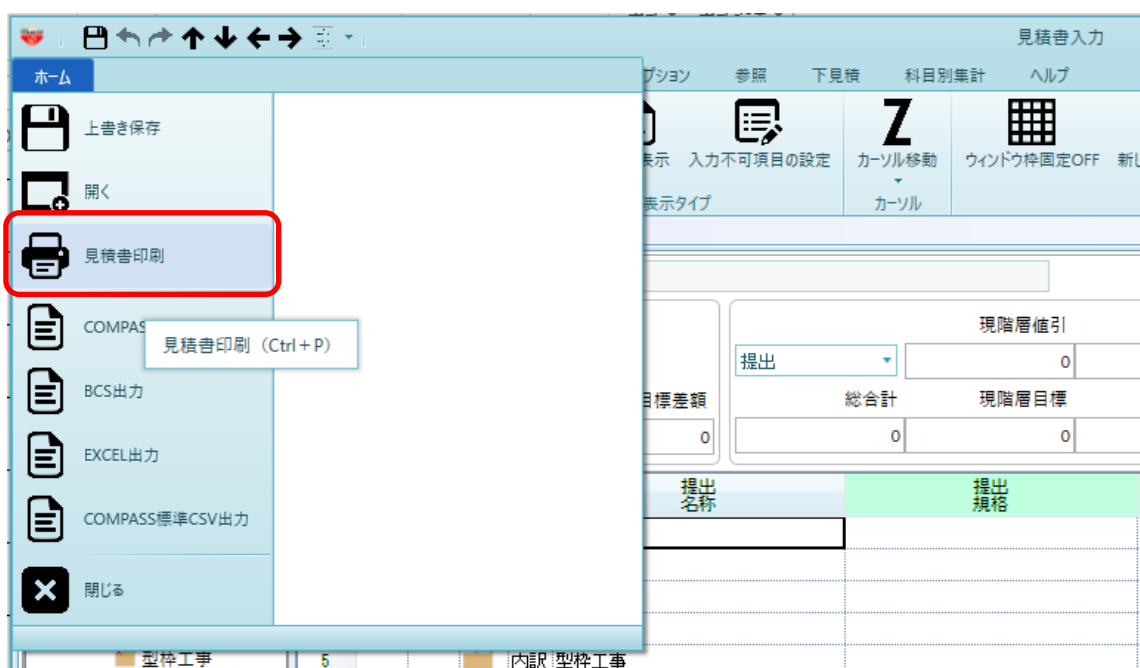 見積書入力
ホーム
プション 参照 下見積 科目別集計 ヘルプ
上書き保存
表示 入力不可項目の設定 カーソル移動 ウィンドウ枠固定OFF 新し
開く
表示タイプ カーソル
見積書印刷
COMPAS
見積書印刷（Ctrl+P）
現階層値引
提出 0
BCS出力
目標差額 総合計 現階層目標
0 0 0
EXCEL出力
提出
名称
提出
規格
COMPASS標準CSV出力
閉じる
型枠工事 5 内訳 型枠工事